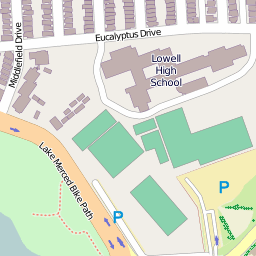 Eucalyptus Drive
Middlefield Drive
Lowell
High
School
Lake Merced Bike Path
P
P